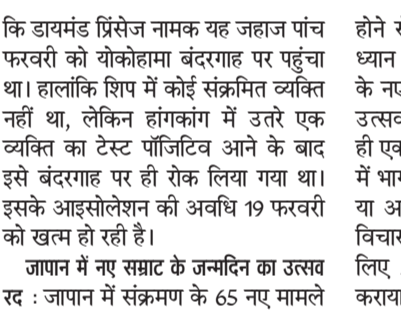 कि डायमंड प्रिंसेज नामक यह जहाज पांच
फरवरी को योकोहामा बंदरगाह पर पहुंचा
था। हालांकि शिप में कोई संक्रमित व्यक्ति
नहीं था, लेकिन हांगकांग में उतरे एक
व्यक्ति का टेस्ट पॉजिटिव आने के बाद
इसे बंदरगाह पर ही रोक लिया गया था।
इसके आइसोलेशन की अवधि 19 फरवरी
को खत्म हो रही है।
जापान में नए सम्राट के जन्मदिन का उत्सव
रद : जापान में संक्रमण के 65 नए मामले
होने
ध्यान
के
उत्सव
ही
में
या
विचार
लिए
कराया